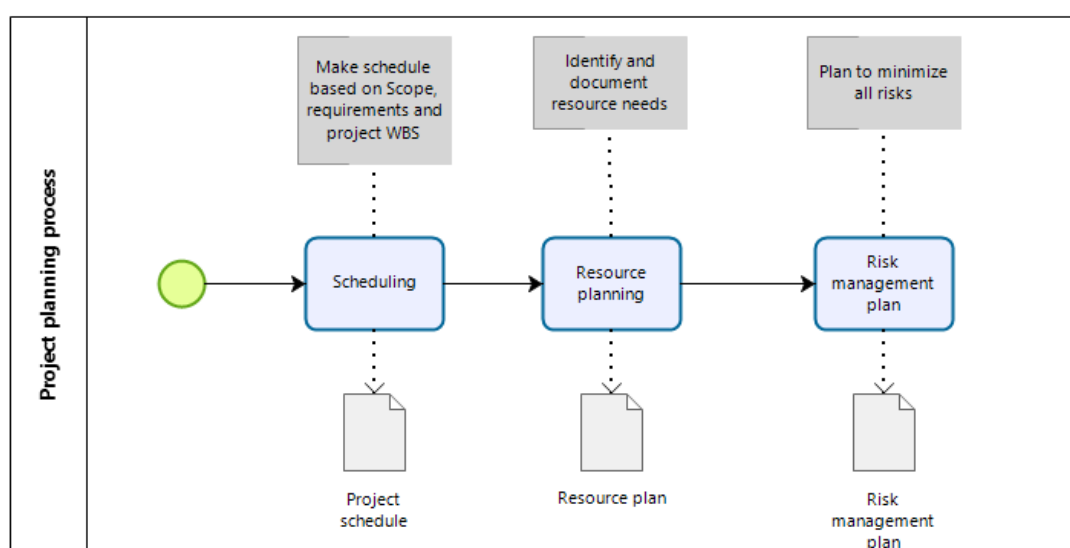 Project planning process
Make schedule
based on Scope,
requirements and
project WBS
Identify and
document
resource needs
Plan to minimize
all risks
Scheduling
Resource
planning
Risk
management
plan
Project
schedule
Resource plan
Risk
management
plan